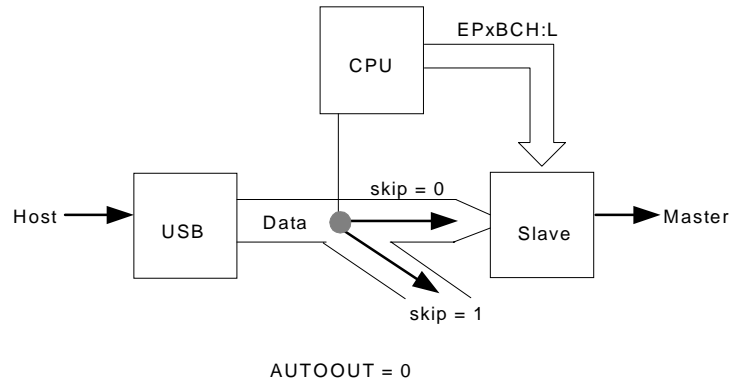 EPxBCH:L
CPU
skip = 0
Host
USB
Data
Slave
Master
skip = 1
AUTOOUT = 0